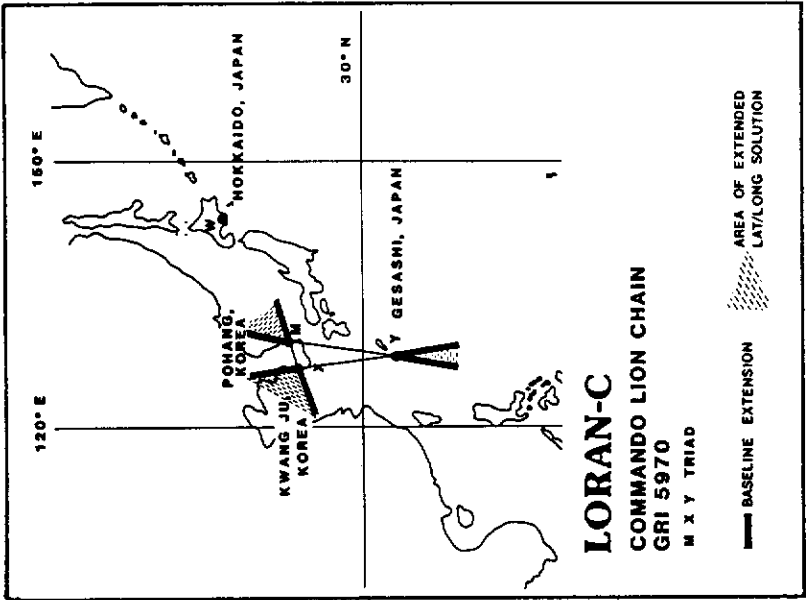 120° E
150° E
POHANG,
KOREA
M
X
W
HOKKAIDO, JAPAN
KWANG JU,
KOREA
30° N
Y GESASHI, JAPAN
LORAN-C
COMMANDO LION CHAIN
GRI 5970
M X Y TRIAD
BASELINE EXTENSION
AREA OF EXTENDED
LAT/LONG SOLUTION